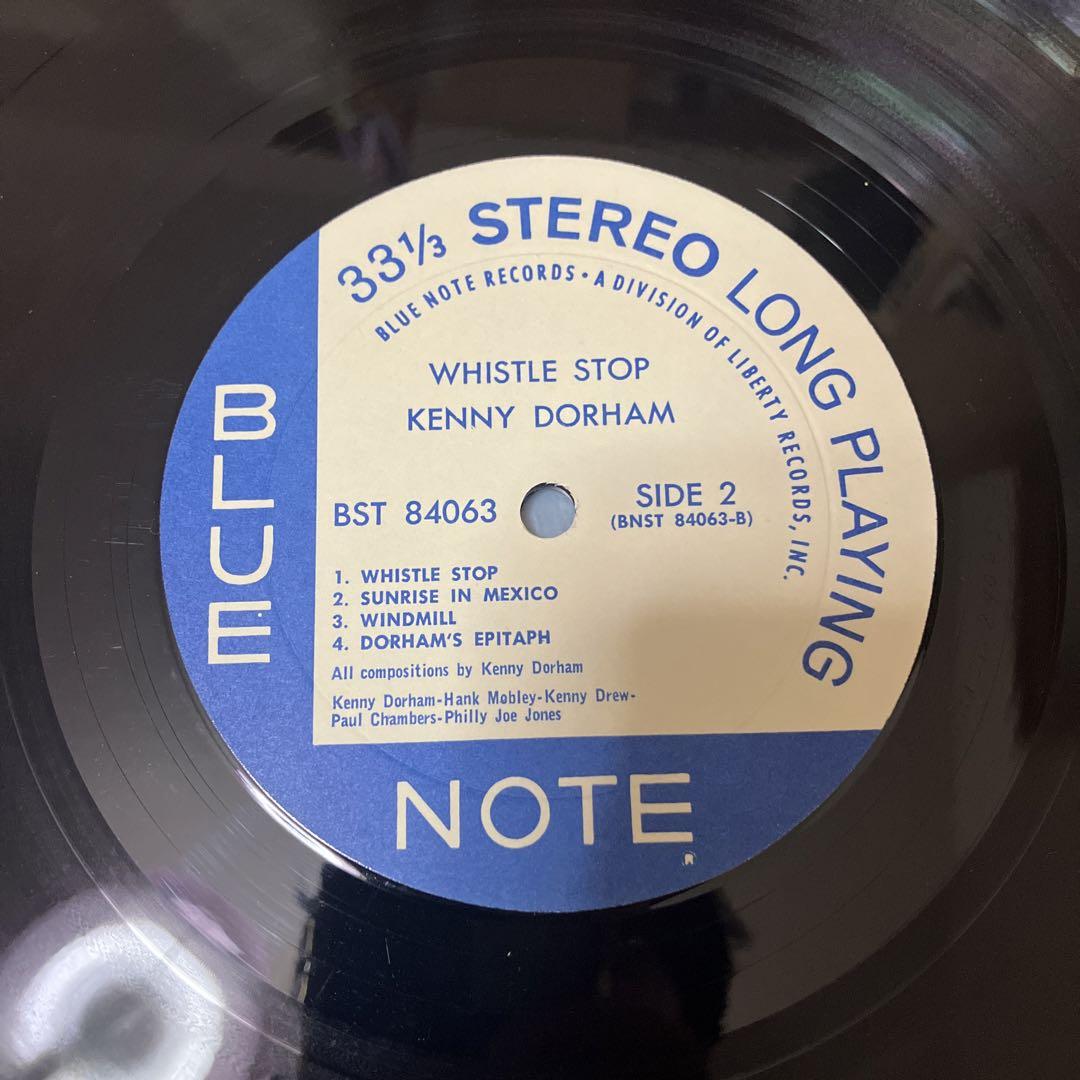 33⅓ STEREO LONG PLAYING
BLUE NOTE RECORDS • A DIVISION OF LIBERTY RECORDS, INC.
WHISTLE STOP
KENNY DORHAM
BST 84063
SIDE 2
(BNST 84063-B)
1. WHISTLE STOP
2. SUNRISE IN MEXICO
3. WINDMILL
4. DORHAM'S EPITAPH
All compositions by Kenny Dorham
Kenny Dorham-Hank Mobley-Kenny Drew-
Paul Chambers-Philly Joe Jones
BLUE
NOTE
®